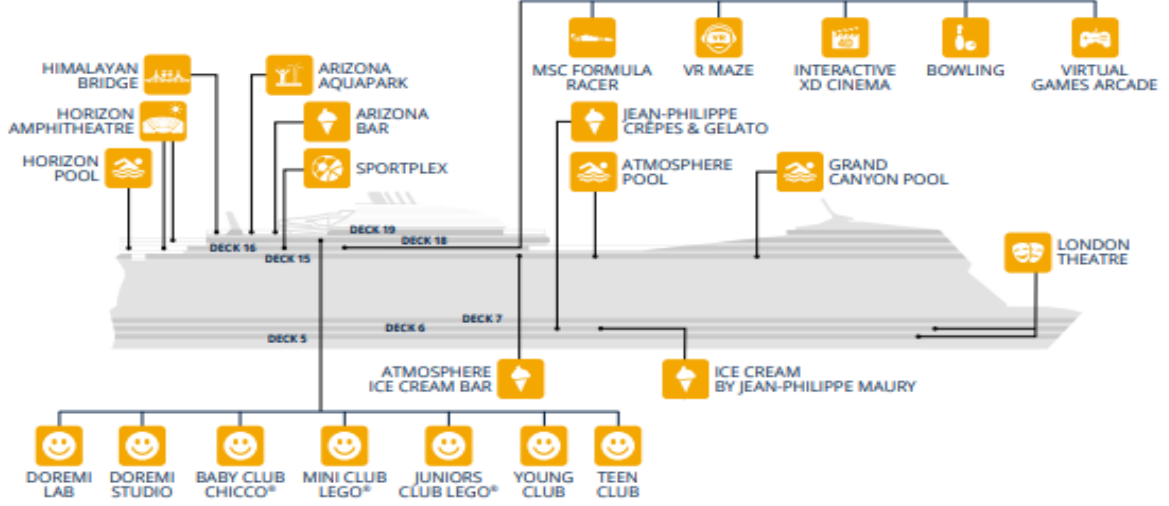 MSC FORMULA
RACER
VR MAZE
INTERACTIVE
XD CINEMA
BOWLING
VIRTUAL
GAMES ARCADE
HIMALAYAN
BRIDGE
ARIZONA
AQUAPARK
HORIZON
AMPHITHEATRE
ARIZONA
BAR
JEAN-PHILIPPE
CRÊPES & GELATO
HORIZON
POOL
SPORTPLEX
ATMOSPHERE
POOL
GRAND
CANYON POOL
DECK 19
DECK 18
DECK 16
DECK 15
LONDON
THEATRE
DECK 7
DECK 6
DECK 5
ATMOSPHERE
ICE CREAM BAR
ICE CREAM
BY JEAN-PHILIPPE MAURY
DOREMI
LAB
DOREMI
STUDIO
BABY CLUB
CHICCO®
MINI CLUB
LEGO®
JUNIORS
CLUB LEGO®
YOUNG
CLUB
TEEN
CLUB
VR